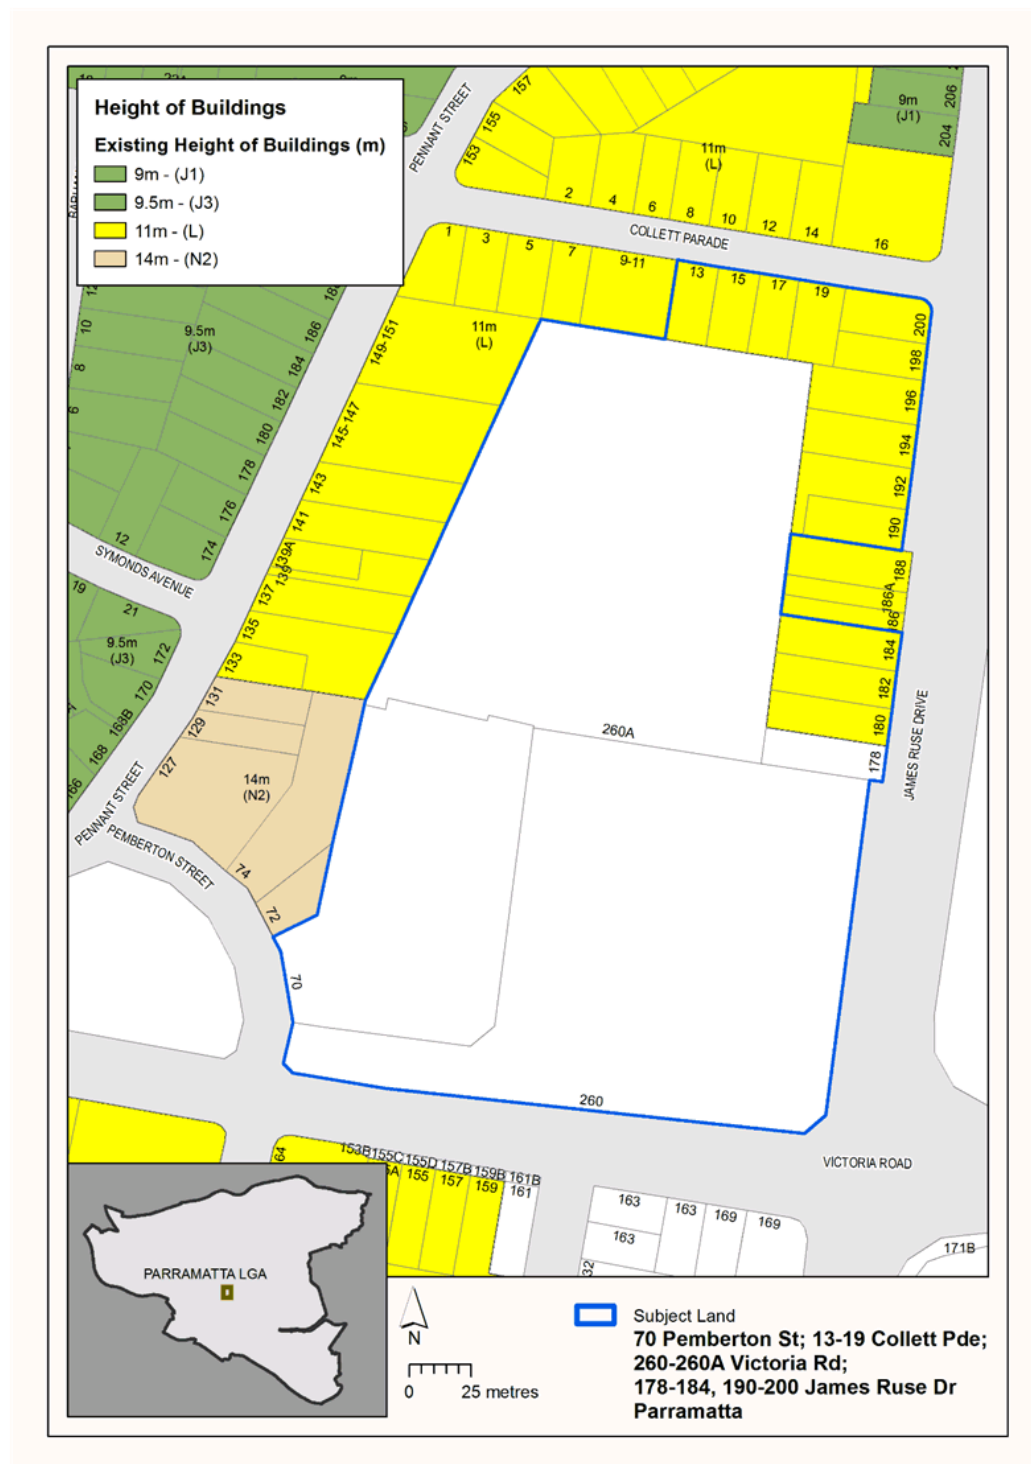 Height of Buildings
Existing Height of Buildings (m)
9m - (J1)
9.5m - (J3)
11m - (L)
14m - (N2)
PENNANT STREET
157
155
153
11m
(L)
9m
(J1)
206
204
2
4
6
8
10
12
14
16
COLLETT PARADE
1
3
5
7
9-11
13
15
17
19
200
198
196
194
192
190
188
186A
186
184
182
180
178
JAMES RUSE DRIVE
10
8
6
9.5m
(J3)
186
184
182
180
178
176
174
12
SYMONDS AVENUE
11m
(L)
149-151
145-147
143
141
139A
139
137
135
133
131
129
127
19
21
9.5m
(J3)
172
170
168B
168
166
PENNANT STREET
PEMBERTON STREET
14m
(N2)
74
72
70
260A
260
VICTORIA ROAD
64
153B
155C
155D
157B
159B
161B
155
157
159
161
163
163
163
169
169
171B
32
PARRAMATTA LGA
N
0 25 metres
Subject Land
70 Pemberton St; 13-19 Collett Pde;
260-260A Victoria Rd;
178-184, 190-200 James Ruse Dr
Parramatta